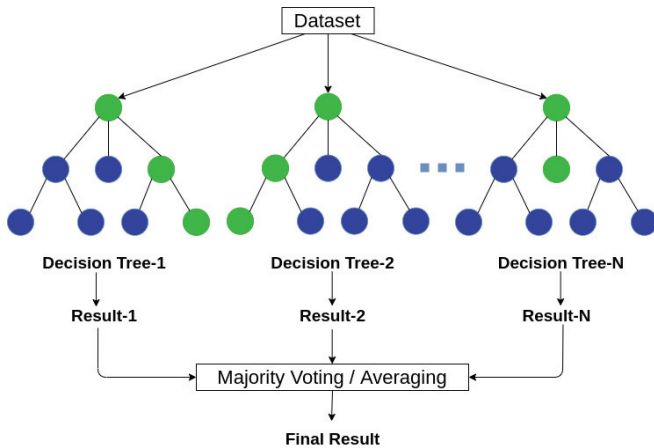 Dataset
Decision Tree-1
Decision Tree-2
Decision Tree-N
Result-1
Result-2
Result-N
Majority Voting / Averaging
Final Result